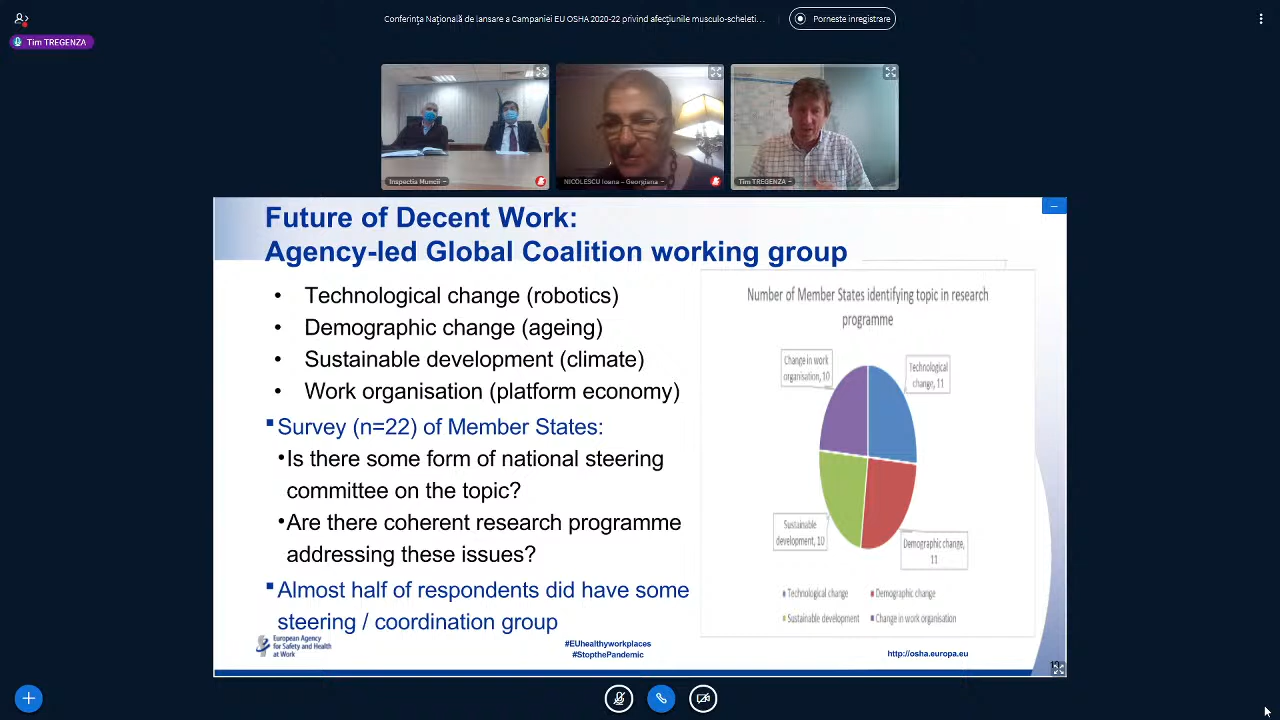 Conferința Națională de lansare a Campaniei EU OSHA 2020-22 privind afecțiunile musculo-scheleti...
Porneste inregistrare
Tim TREGENZA
Inspectia Muncii
NICOLESCU Ioana - Georgiana
Tim TREGENZA
Future of Decent Work:
Agency-led Global Coalition working group
• Technological change (robotics)
• Demographic change (ageing)
• Sustainable development (climate)
• Work organisation (platform economy)
Survey (n=22) of Member States:
•Is there some form of national steering
committee on the topic?
•Are there coherent research programme
addressing these issues?
Almost half of respondents did have some
steering / coordination group
Number of Member States identifying topic in research
programme
Change in work
organisation, 10
Technological
change, 11
Sustainable
development, 10
Demographic change,
11
Technological change
Demographic change
Sustainable development
Change in work organisation
European Agency
for Safety and Health
at Work
#EUhealthyworkplaces
#StopthePandemic
http://osha.europa.eu